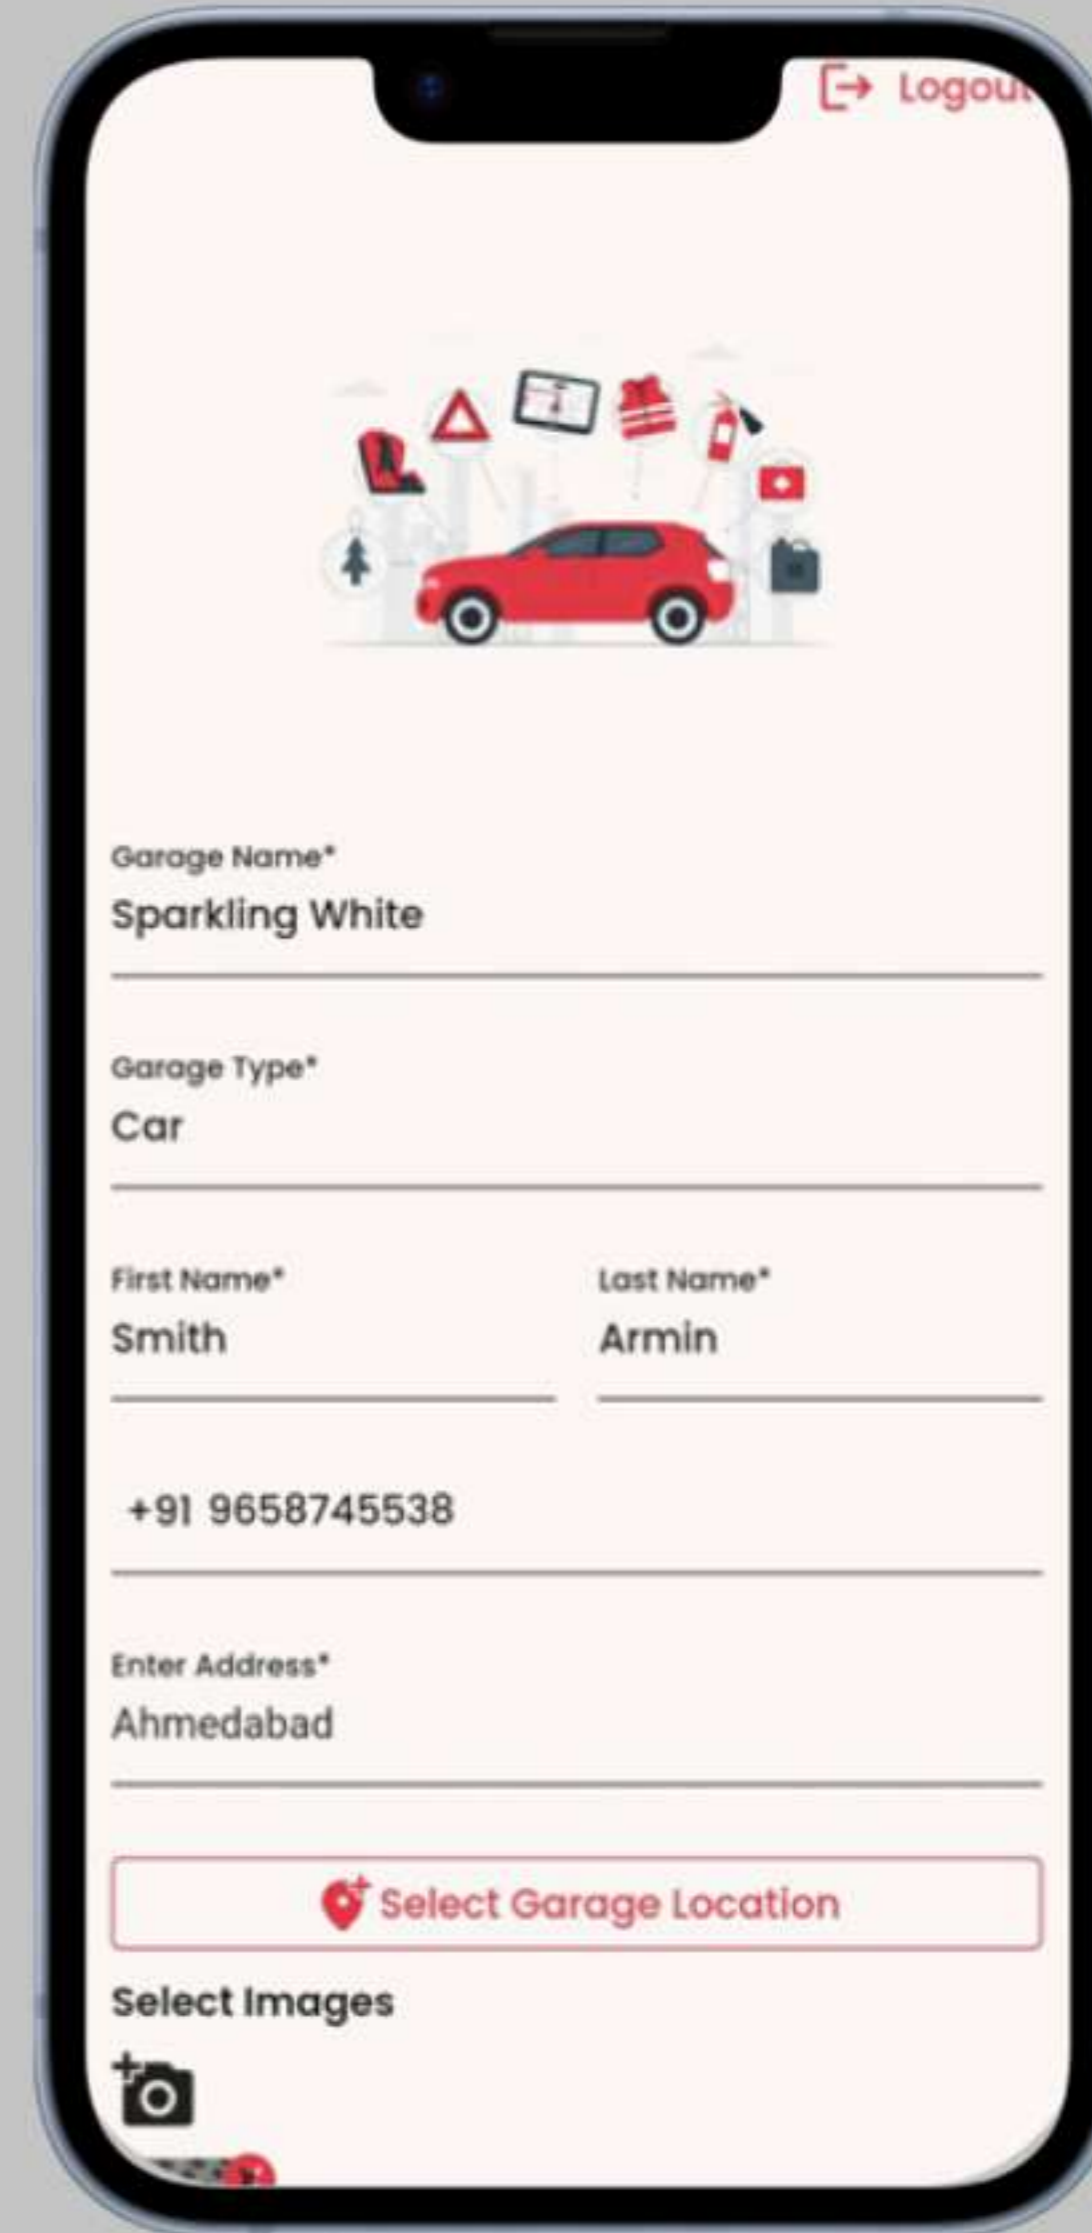 Logout
Garage Name*
Sparkling White
Garage Type*
Car
First Name* Last Name*
Smith Armin
+91 9658745538
Enter Address*
Ahmedabad
Select Garage Location
Select Images